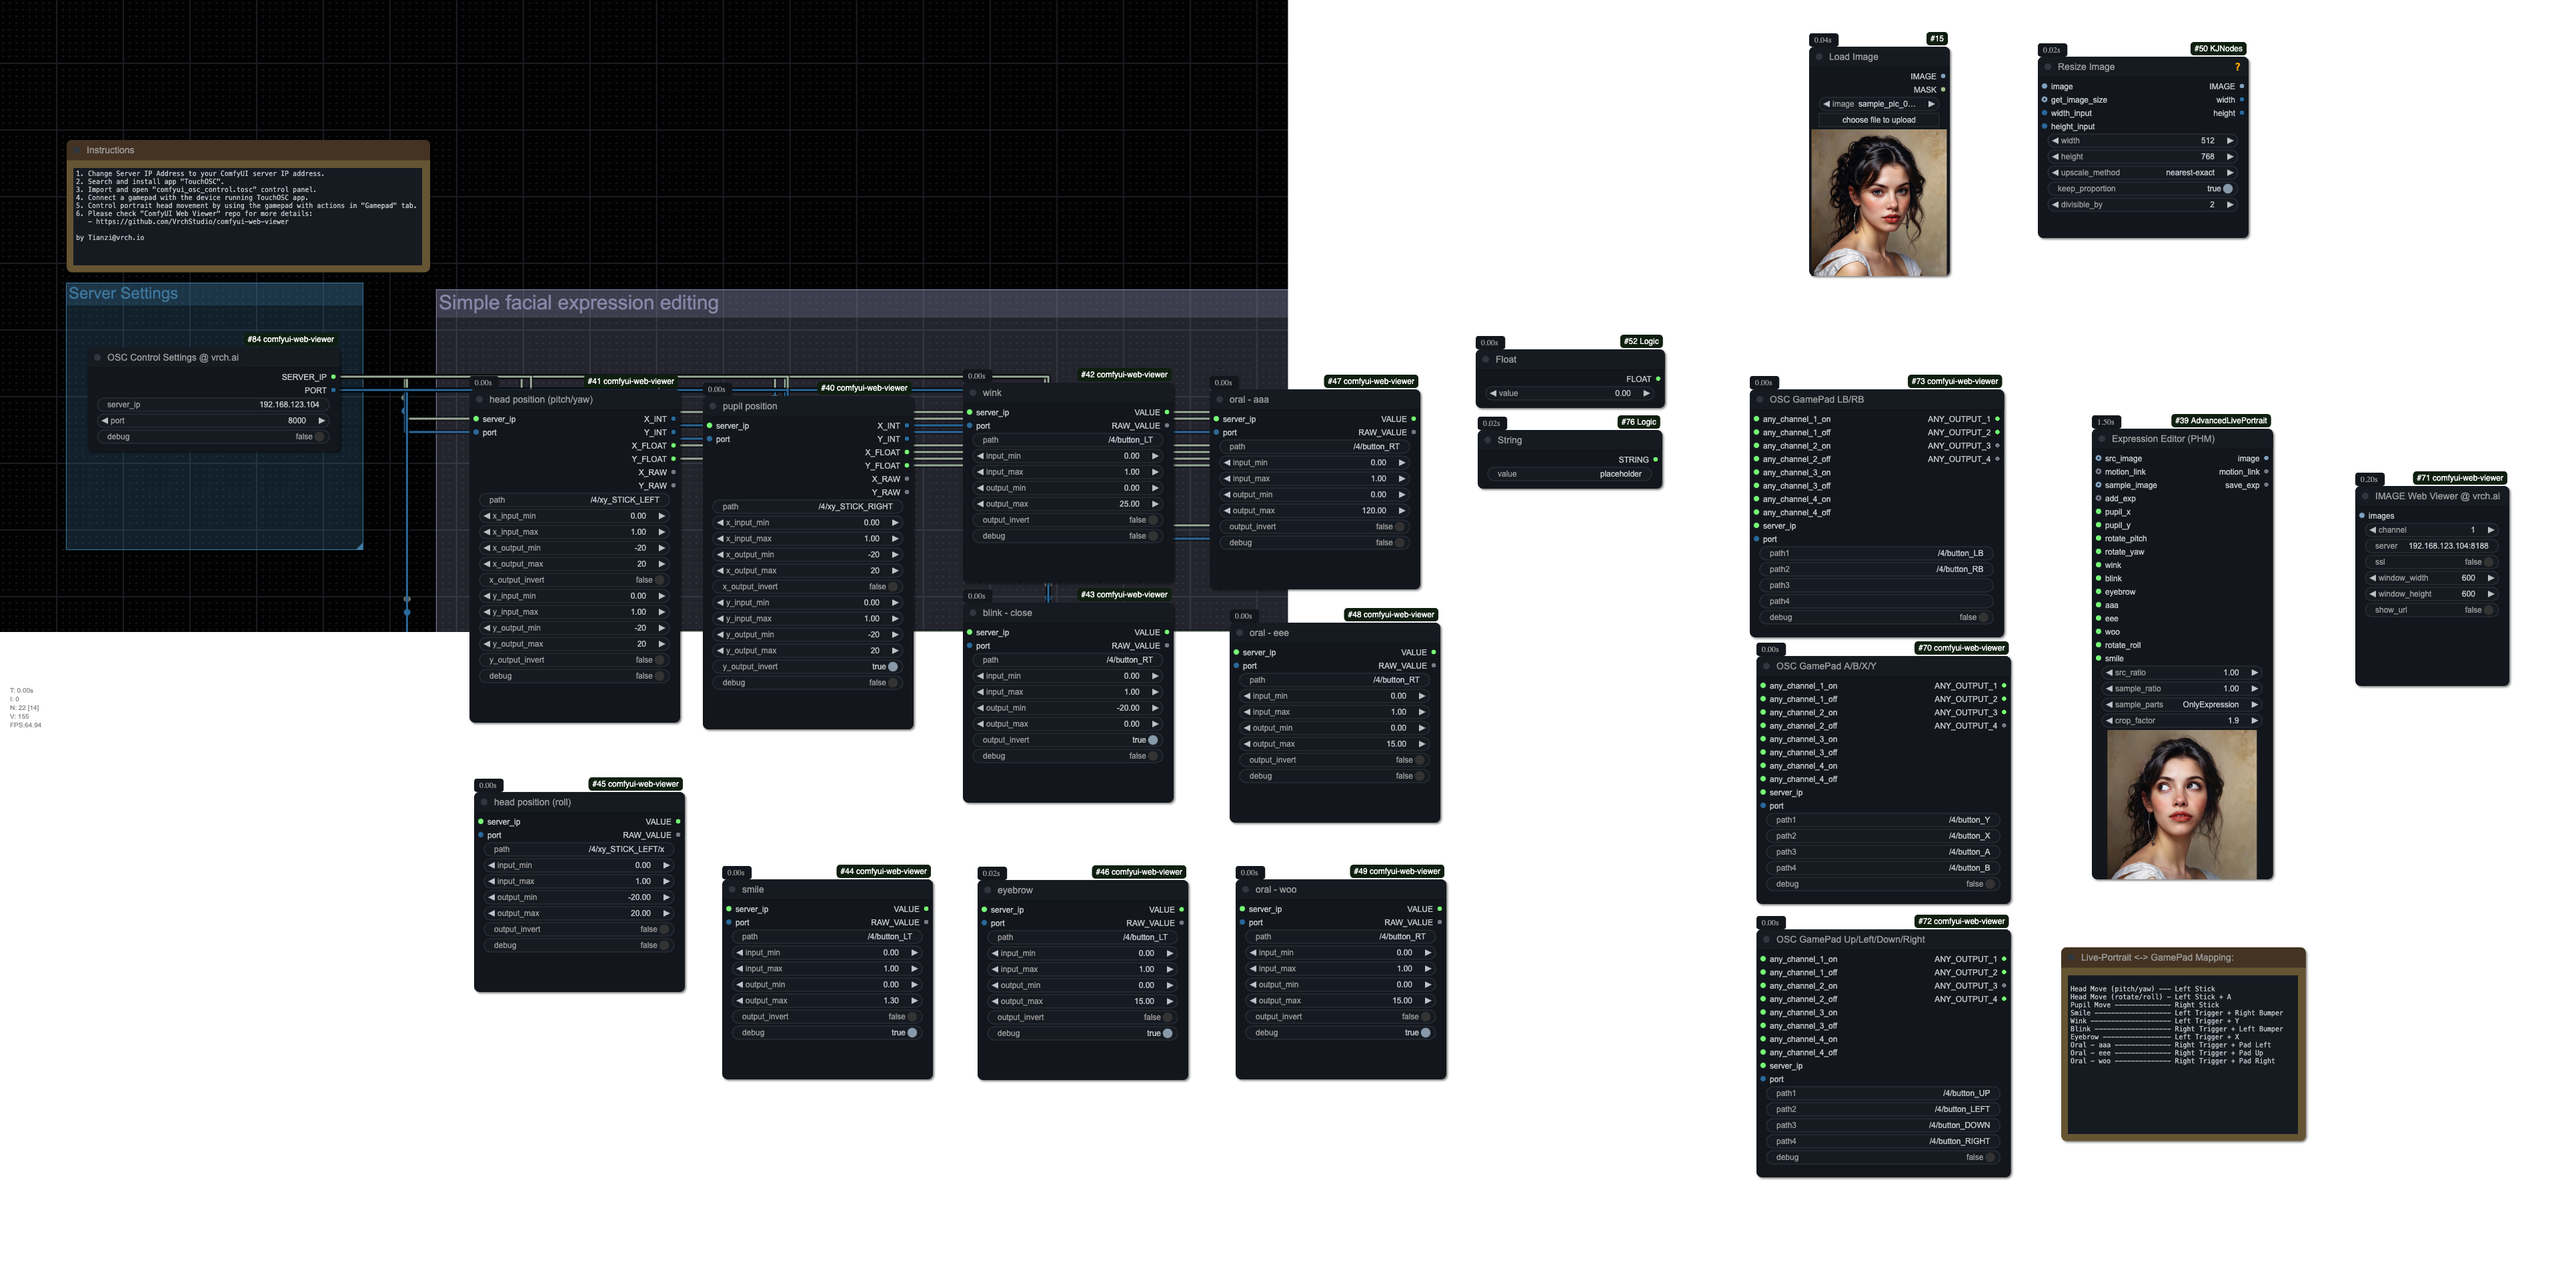 Instructions
1. Change Server IP Address to your ComfyUI server IP address.
2. Search and install app "TouchOSC".
3. Import and open "comfyui_osc_control.tosc" control panel.
4. Connect a gamepad with the device running TouchOSC app.
5. Control portrait head movement by using the gamepad with actions in "Gamepad" tab.
6. Please check "ComfyUI Web Viewer" repo for more details:
- https://github.com/VrchStudio/comfyui-web-viewer
by Tianzi@vrch.io
Server Settings
#84 comfyui-web-viewer
OSC Control Settings @ vrch.ai
SERVER_IP
PORT
server_ip 192.168.123.104
port 8000
debug false
T: 0.00s
I: 0
N: 22 [14]
V: 155
FPS:64.94
Simple facial expression editing
0.00s #41 comfyui-web-viewer
head position (pitch/yaw)
server_ip X_INT
port Y_INT
X_FLOAT
Y_FLOAT
X_RAW
Y_RAW
path /4/xy_STICK_LEFT
x_input_min 0.00
x_input_max 1.00
x_output_min -20
x_output_max 20
x_output_invert false
y_input_min 0.00
y_input_max 1.00
y_output_min -20
y_output_max 20
y_output_invert false
debug false
0.00s #40 comfyui-web-viewer
pupil position
server_ip X_INT
port Y_INT
X_FLOAT
Y_FLOAT
X_RAW
Y_RAW
path /4/xy_STICK_RIGHT
x_input_min 0.00
x_input_max 1.00
x_output_min -20
x_output_max 20
x_output_invert false
y_input_min 0.00
y_input_max 1.00
y_output_min -20
y_output_max 20
y_output_invert true
debug false
0.00s #42 comfyui-web-viewer
wink
server_ip VALUE
port RAW_VALUE
path /4/button_LT
input_min 0.00
input_max 1.00
output_min 0.00
output_max 25.00
output_invert false
debug false
0.00s #47 comfyui-web-viewer
oral - aaa
server_ip VALUE
port RAW_VALUE
path /4/button_RT
input_min 0.00
input_max 1.00
output_min 0.00
output_max 120.00
output_invert false
debug false
0.00s #43 comfyui-web-viewer
blink - close
server_ip VALUE
port RAW_VALUE
path /4/button_RT
input_min 0.00
input_max 1.00
output_min -20.00
output_max 0.00
output_invert true
debug false
0.00s #48 comfyui-web-viewer
oral - eee
server_ip VALUE
port RAW_VALUE
path /4/button_RT
input_min 0.00
input_max 1.00
output_min 0.00
output_max 15.00
output_invert false
debug false
0.00s #45 comfyui-web-viewer
head position (roll)
server_ip VALUE
port RAW_VALUE
path /4/xy_STICK_LEFT/x
input_min 0.00
input_max 1.00
output_min -20.00
output_max 20.00
output_invert false
debug false
0.00s #44 comfyui-web-viewer
smile
server_ip VALUE
port RAW_VALUE
path /4/button_LT
input_min 0.00
input_max 1.00
output_min 0.00
output_max 1.30
output_invert false
debug true
0.02s #46 comfyui-web-viewer
eyebrow
server_ip VALUE
port RAW_VALUE
path /4/button_LT
input_min 0.00
input_max 1.00
output_min 0.00
output_max 15.00
output_invert false
debug true
0.00s #49 comfyui-web-viewer
oral - woo
server_ip VALUE
port RAW_VALUE
path /4/button_RT
input_min 0.00
input_max 1.00
output_min 0.00
output_max 15.00
output_invert false
debug true
0.00s #52 Logic
Float
FLOAT
value 0.00
0.02s #76 Logic
String
STRING
value placeholder
0.04s #15
Load Image
IMAGE
MASK
image sample_pic_0...
choose file to upload
0.02s #50 KJNodes
Resize Image ?
image IMAGE
get_image_size width
width_input height
height_input
width 512
height 768
upscale_method nearest-exact
keep_proportion true
divisible_by 2
0.00s #73 comfyui-web-viewer
OSC GamePad LB/RB
any_channel_1_on ANY_OUTPUT_1
any_channel_1_off ANY_OUTPUT_2
any_channel_2_on ANY_OUTPUT_3
any_channel_2_off ANY_OUTPUT_4
any_channel_3_on
any_channel_3_off
any_channel_4_on
any_channel_4_off
server_ip
port
path1 /4/button_LB
path2 /4/button_RB
path3
path4
debug false
0.00s #70 comfyui-web-viewer
OSC GamePad A/B/X/Y
any_channel_1_on ANY_OUTPUT_1
any_channel_1_off ANY_OUTPUT_2
any_channel_2_on ANY_OUTPUT_3
any_channel_2_off ANY_OUTPUT_4
any_channel_3_on
any_channel_3_off
any_channel_4_on
any_channel_4_off
server_ip
port
path1 /4/button_Y
path2 /4/button_X
path3 /4/button_A
path4 /4/button_B
debug false
0.00s #72 comfyui-web-viewer
OSC GamePad Up/Left/Down/Right
any_channel_1_on ANY_OUTPUT_1
any_channel_1_off ANY_OUTPUT_2
any_channel_2_on ANY_OUTPUT_3
any_channel_2_off ANY_OUTPUT_4
any_channel_3_on
any_channel_3_off
any_channel_4_on
any_channel_4_off
server_ip
port
path1 /4/button_UP
path2 /4/button_LEFT
path3 /4/button_DOWN
path4 /4/button_RIGHT
debug false
1.50s #39 AdvancedLivePortrait
Expression Editor (PHM)
src_image image
motion_link motion_link
sample_image save_exp
add_exp
pupil_x
pupil_y
rotate_pitch
rotate_yaw
wink
blink
eyebrow
aaa
eee
woo
rotate_roll
smile
src_ratio 1.00
sample_ratio 1.00
sample_parts OnlyExpression
crop_factor 1.9
0.20s #71 comfyui-web-viewer
IMAGE Web Viewer @ vrch.ai
images
channel 1
server 192.168.123.104:8188
ssl false
window_width 600
window_height 600
show_url false
Live-Portrait <-> GamePad Mapping:
Head Move (pitch/yaw) --- Left Stick
Head Move (rotate/roll) - Left Stick + A
Pupil Move -------------- Right Stick
Smile ------------------- Left Trigger + Right Bumper
Wink -------------------- Left Trigger + Y
Blink ------------------- Right Trigger + Left Bumper
Eyebrow ----------------- Left Trigger + X
Oral - aaa -------------- Right Trigger + Pad Left
Oral - eee -------------- Right Trigger + Pad Up
Oral - woo -------------- Right Trigger + Pad Right